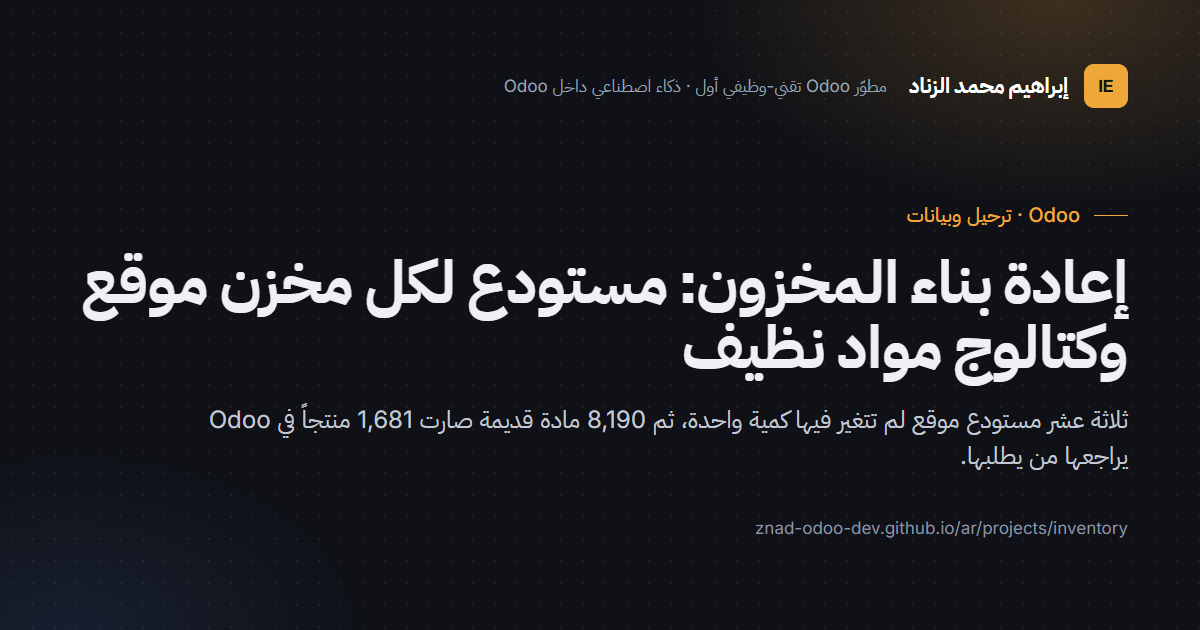 IE
إبراهيم محمد الزناد
مطوّر Odoo تقني-وظيفي أول · ذكاء اصطناعي داخل Odoo
Odoo · ترحيل وبيانات
إعادة بناء المخزون: مستودع لكل مخزن موقع
وكتالوج مواد نظيف
ثلاثة عشر مستودع موقع لم تتغير فيها كمية واحدة، ثم 8,190 مادة قديمة صارت 1,681 منتجاً في Odoo
يراجعها من يطلبها.
znad-odoo-dev.github.io/ar/projects/inventory